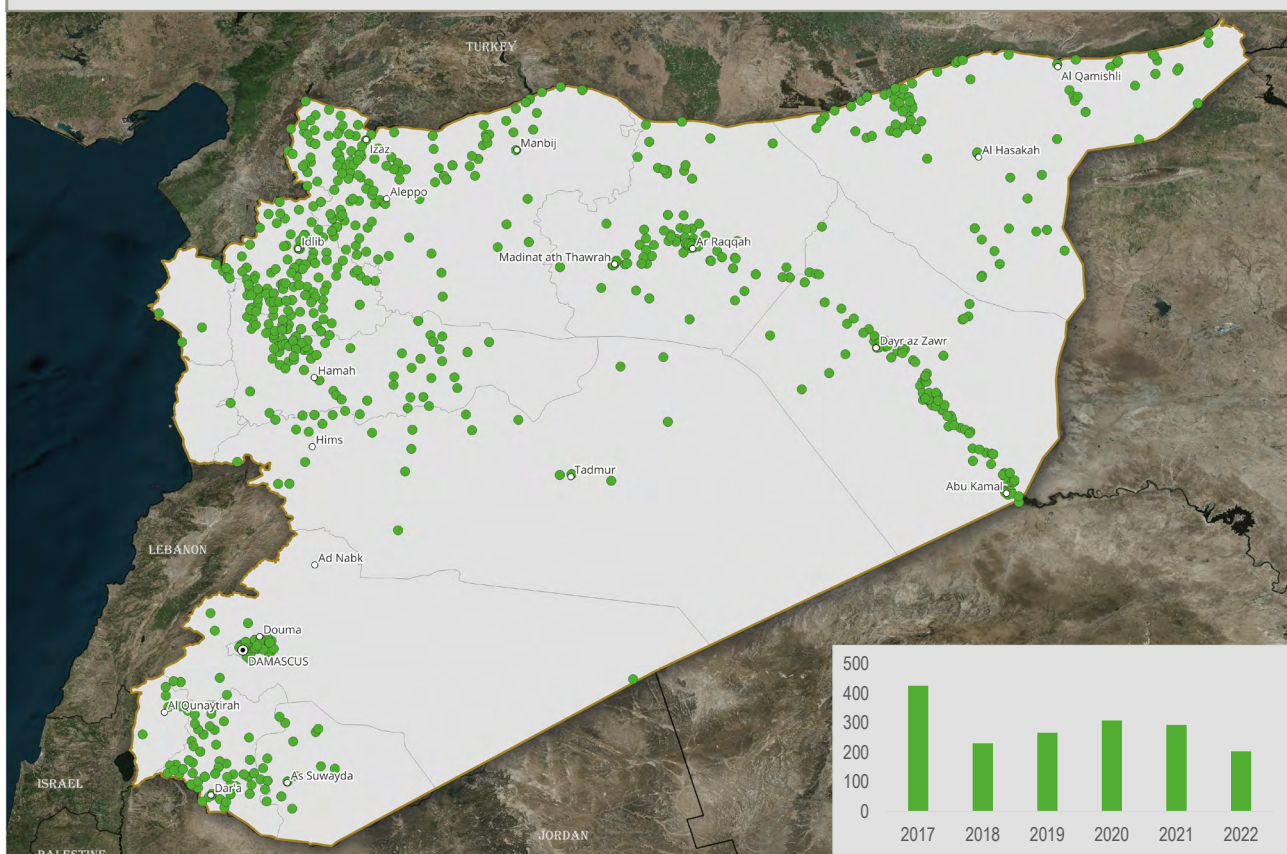 TURKEY
Al Qamishli
Izaz
Manbij
Al Hasakah
Aleppo
Idlib
Ar Raqqah
Madinat ath Thawrah
Dayr az Zawr
Hamah
Hims
Tadmur
Abu Kamal
LEBANON
Ad Nabk
Douma
DAMASCUS
Al Qunaytirah
As Suwayda
Dar'a
ISRAEL
JORDAN
PALESTINE
500
400
300
200
100
0
2017 2018 2019 2020 2021 2022